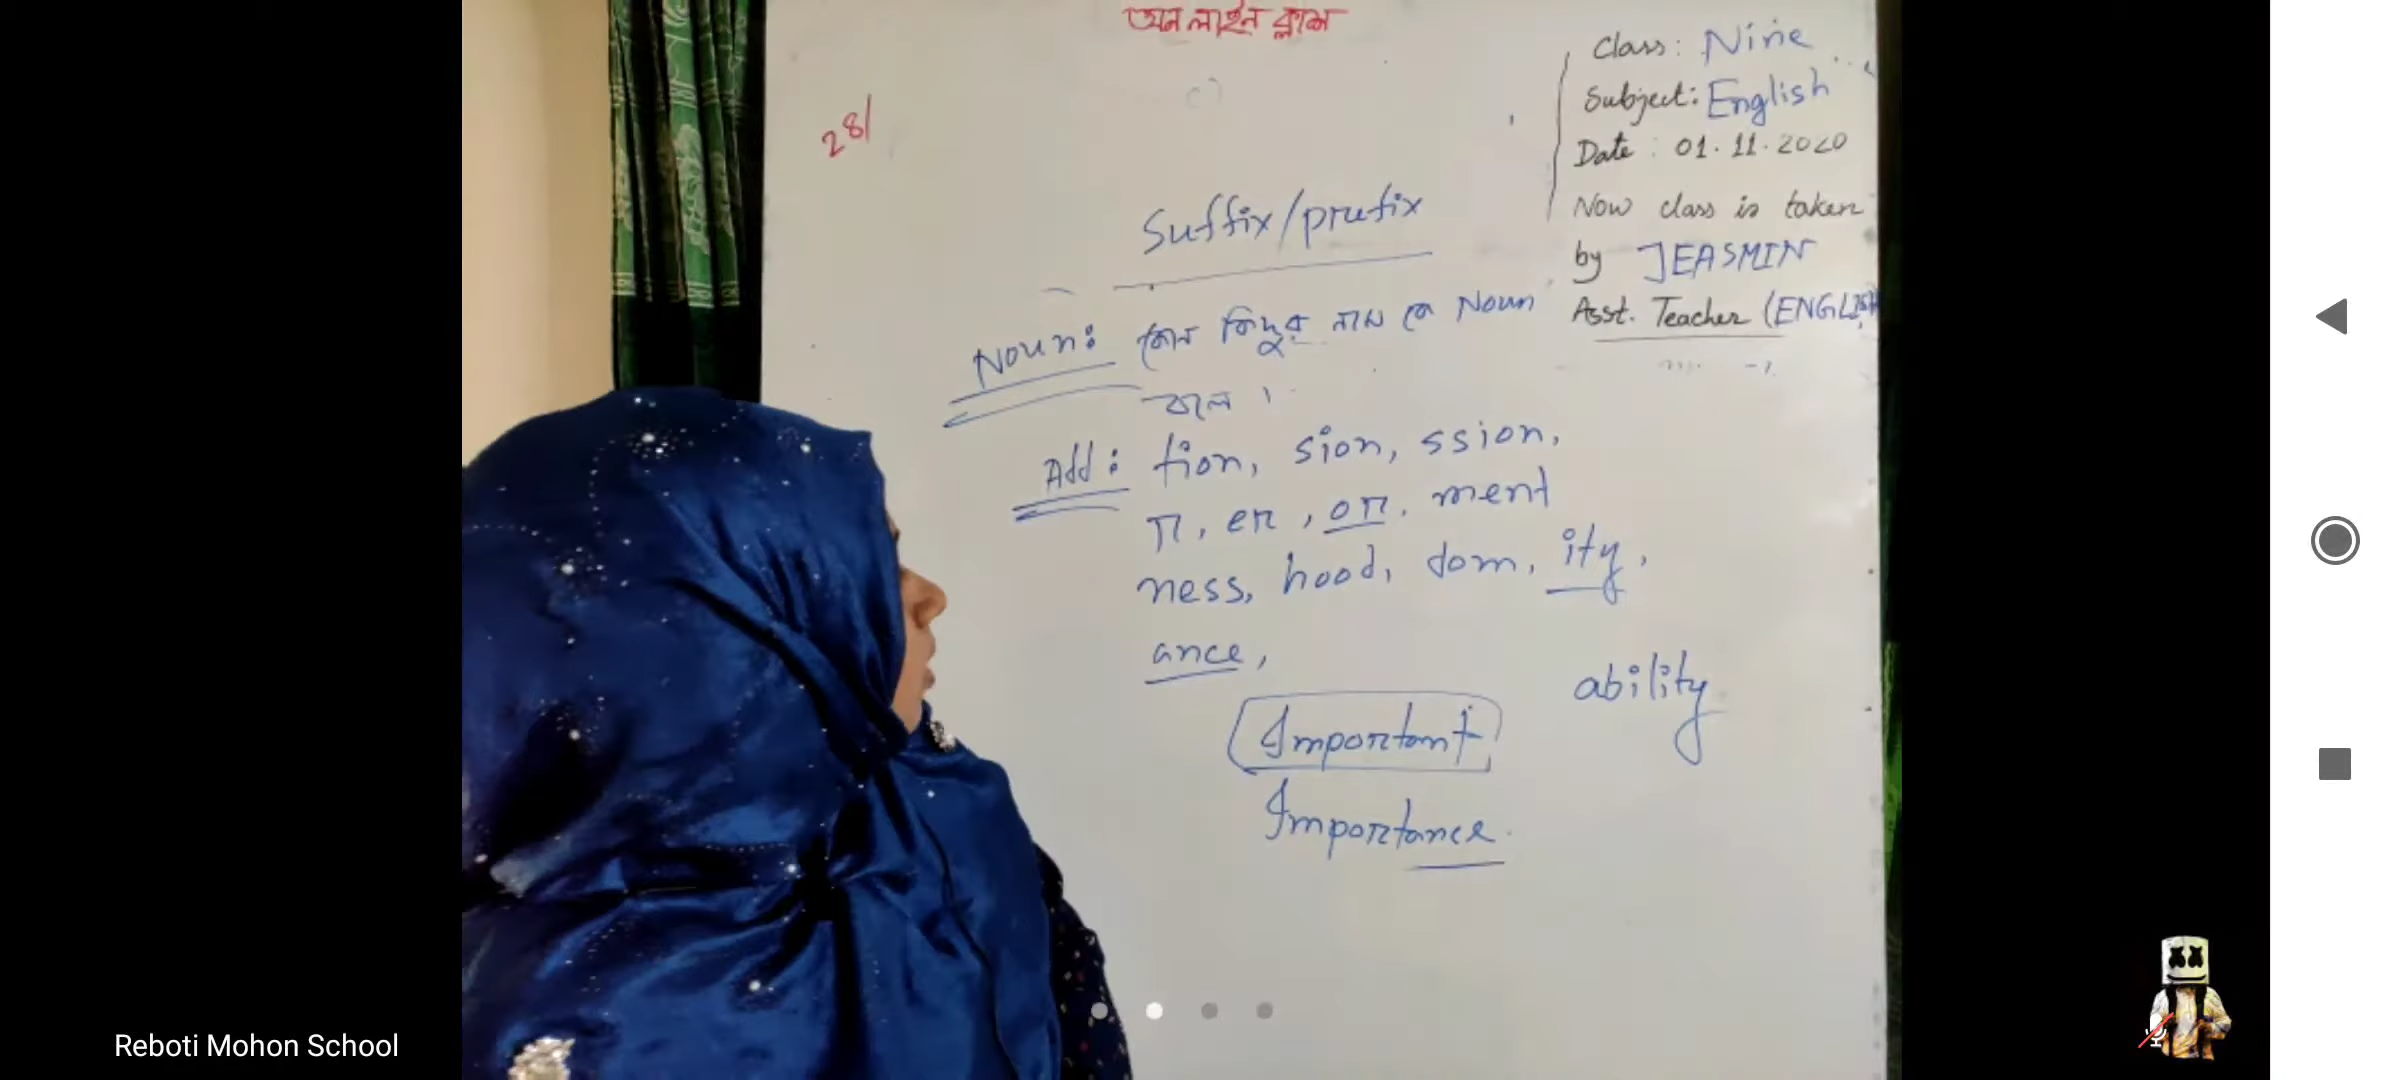 অন লাইন ক্লাশ
28/
Class: Nine
Subject: English
Date : 01.11.2020
Now class is taken
by JEASMIN
Asst. Teacher (ENGLISH
Suffix/prefix
Noun: কোন কিছুর নাম কে Noun
বলে ।
Add: tion, sion, ssion,
r, er, or, ment
ness, hood, dom, ity,
ance,
ability
Important
Importance.
Reboti Mohon School